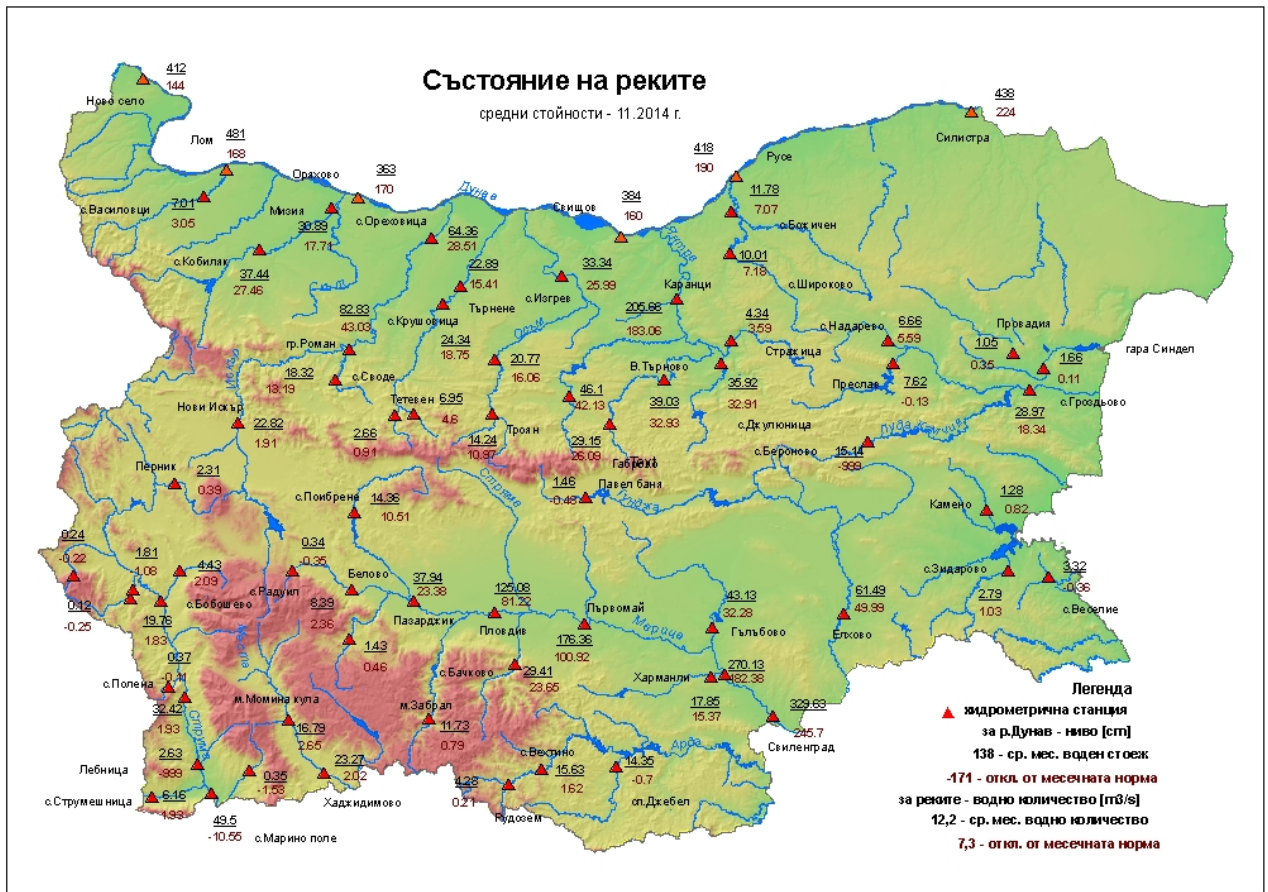 Състояние на реките
средни стойности - 11.2014 г.
412
144
Ново село
438
224
Силистра
Лом
481
168
418
190
Русе
Оряхово
363
170
Дунав
Свищов
384
160
11.78
7.07
с.Василовци
7.01
3.05
Мизия
30.89
17.71
с.Ореховица
64.36
28.51
Янтра
с.Божичен
с.Кобиляк
37.44
27.46
22.89
15.41
33.34
25.99
с.Изгрев
10.01
7.18
с.Широково
Търнене
с.Крушовица
24.34
18.75
Осъм
Каранци
205.66
183.06
82.83
43.03
гр.Роман
4.34
3.59
Стражица
с.Надарево
6.66
5.59
Провадия
1.05
0.35
гара Синдел
1.66
0.11
Искър
18.32
13.19
с.Своде
20.77
16.06
В.Търново
39.03
32.93
35.92
32.91
Преслав
7.62
-0.13
с.Гроздьово
28.97
18.34
Нови Искър
22.82
1.91
Тетевен
6.95
4.6
2.66
0.91
Троян
14.24
10.97
46.1
42.13
29.15
26.09
Габрово
Text
с.Джулюница
с.Бероново
15.14
-999
Луда Камчия
Перник
2.31
0.39
с.Поибрене
14.36
10.51
Стряма
1.46
-0.48
Павел баня
Тунджа
Камено
1.28
0.82
0.24
-0.22
1.81
1.08
4.43
2.09
0.34
-0.35
с.Радуил
Белово
37.94
23.38
Пазарджик
125.08
81.22
Пловдив
Първомай
176.36
100.92
Марица
43.13
32.28
Гълъбово
61.49
49.99
Елхово
с.Зидарово
2.79
1.03
3.32
-0.36
с.Веселие
0.12
-0.25
с.Бобошево
19.76
1.83
8.39
2.36
1.43
0.46
Места
0.37
-0.41
с.Полена
32.42
1.93
Струма
м.Момина кула
16.79
2.65
м.Забрал
11.73
0.79
с.Бачково
29.41
23.65
Харманли
17.85
15.37
270.13
482.38
329.63
245.7
Свиленград
Лебница
2.63
-999
0.35
-1.53
23.27
2.02
Хаджидимово
с.Струмешница
6.16
1.93
49.5
-10.55
с.Марино поле
4.28
0.21
Рудозем
с.Вестино
15.63
1.62
14.35
-0.7
Арда
оп.Джебел
Легенда
хидрометрична станция
за р.Дунав - ниво [cm]
138 - ср. мес. воден стоеж
-171 - откл. от месечната норма
за реките - водно количество [m3/s]
12,2 - ср. мес. водно количество
7,3 - откл. от месечната норма